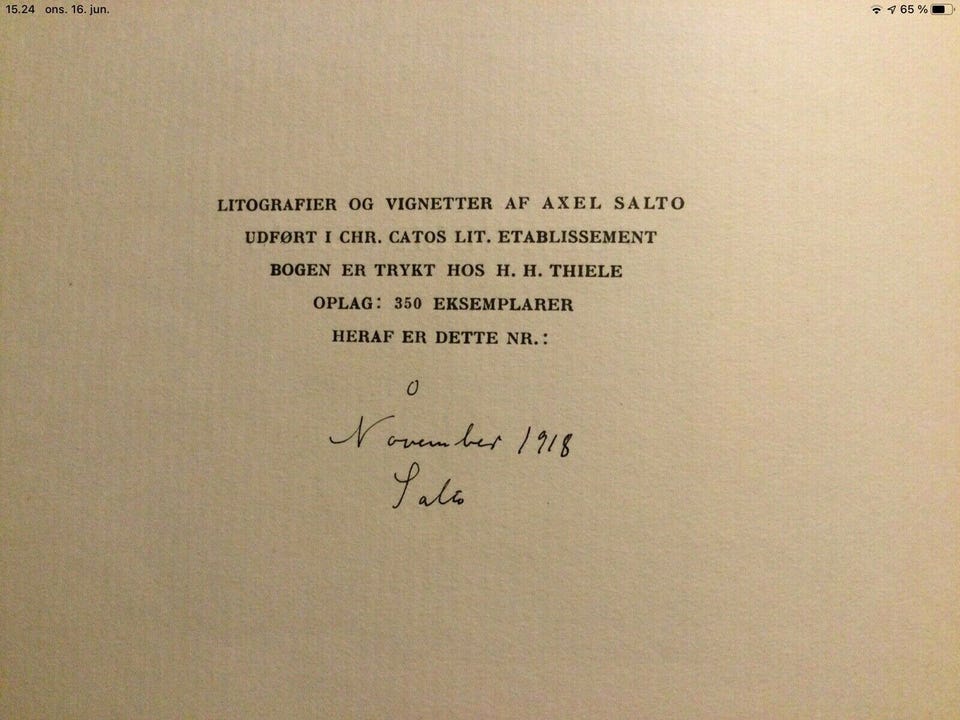 15.24 ons. 16. jun. 65 %
LITOGRAFIER OG VIGNETTER AF AXEL SALTO
UDFØRT I CHR. CATOS LIT. ETABLISSEMENT
BOGEN ER TRYKT HOS H. H. THIELE
OPLAG: 350 EKSEMPLARER
HERAF ER DETTE NR.:
0
November 1918
Salto